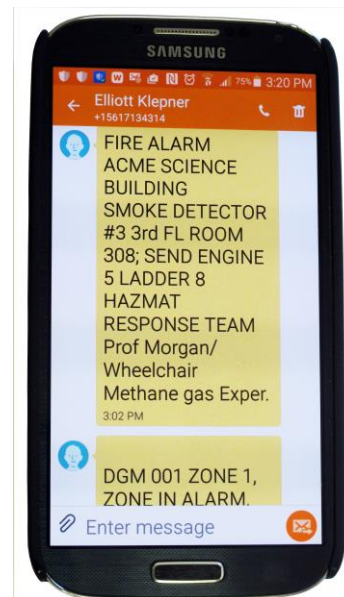 SAMSUNG
75% 3:20 PM
Elliott Klepner
+15617134314
FIRE ALARM
ACME SCIENCE
BUILDING
SMOKE DETECTOR
#3 3rd FL ROOM
308; SEND ENGINE
5 LADDER 8
HAZMAT
RESPONSE TEAM
Prof Morgan/
Wheelchair
Methane gas Exper.
3:02 PM
DGM 001 ZONE 1,
ZONE IN ALARM.
Enter message